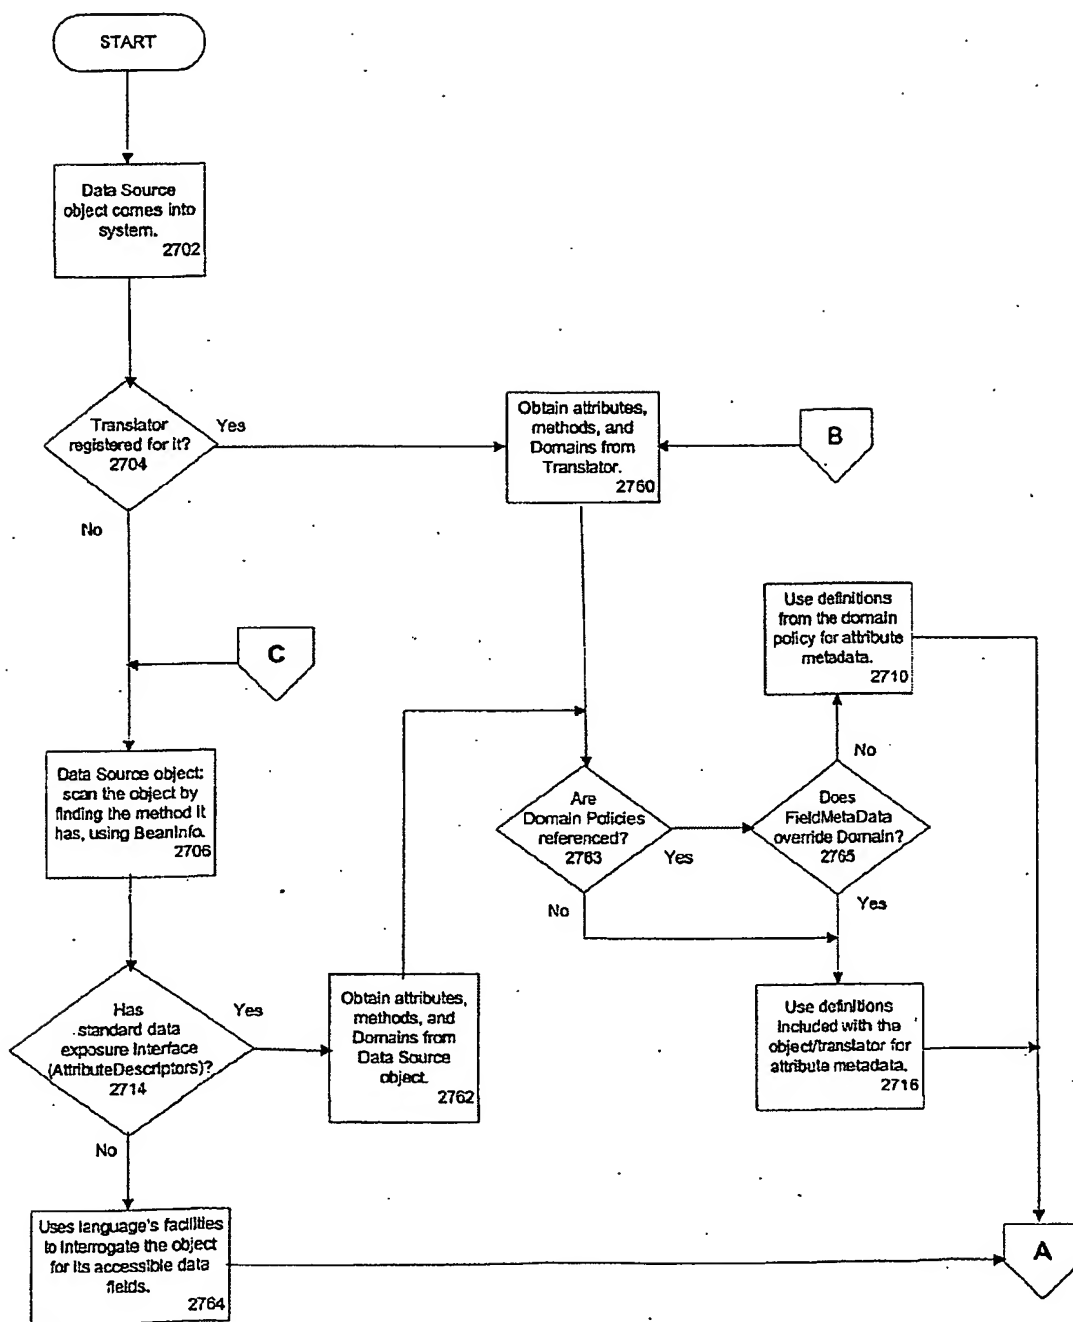 START
Data Source
object comes into
system.
2702
Translator
registered for it?
2704
Yes
No
Obtain attributes,
methods, and
Domains from
Translator.
2760
B
C
Use definitions
from the domain
policy for attribute
metadata.
2710
No
Data Source object:
scan the object by
finding the method it
has, using BeanInfo.
2706
Are
Domain Policies
referenced?
2763
Yes
No
Does
FieldMetaData
override Domain?
2765
Yes
Has
standard data
exposure interface
(AttributeDescriptors)?
2714
Yes
No
Obtain attributes,
methods, and
Domains from
Data Source
object.
2762
Use definitions
included with the
object/translator for
attribute metadata.
2716
Uses language's facilities
to interrogate the object
for its accessible data
fields.
2764
A